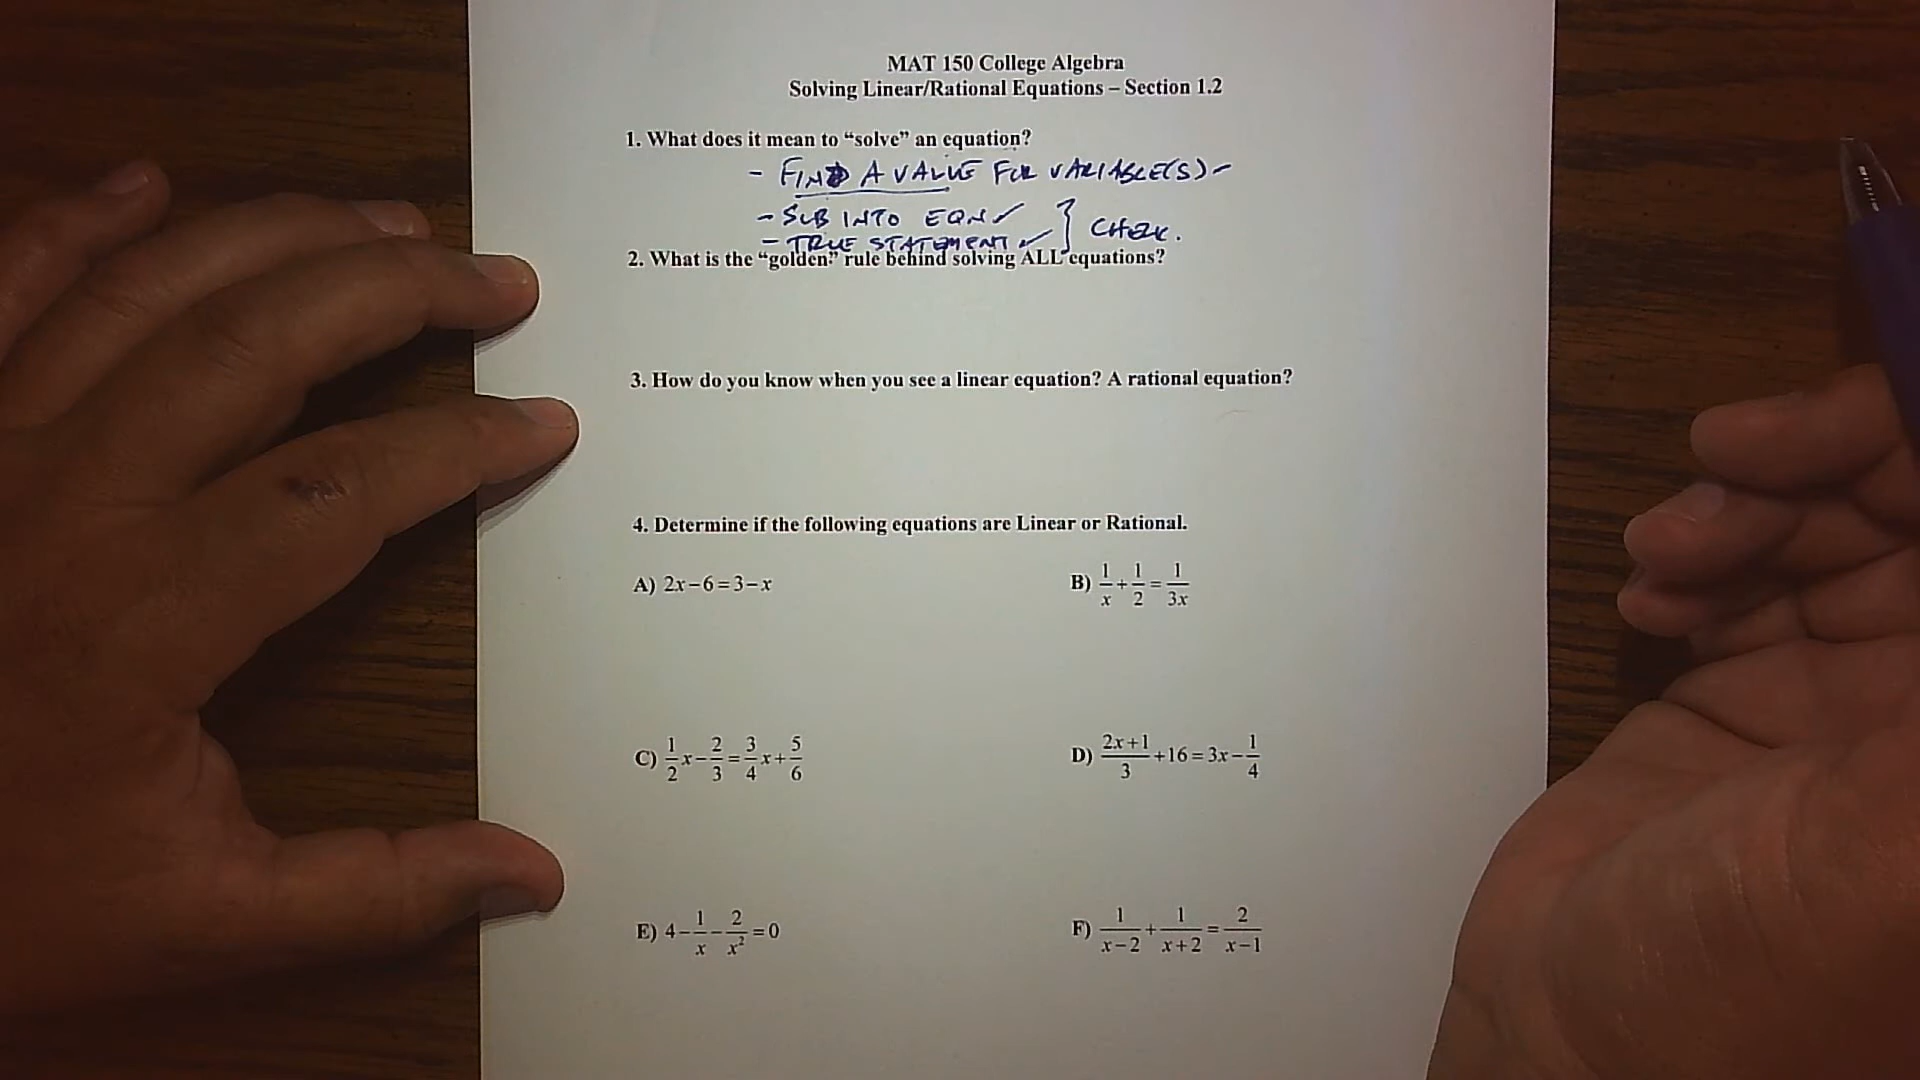 MAT 150 College Algebra
Solving Linear/Rational Equations – Section 1.2
1. What does it mean to “solve” an equation?
- FIND A VALUE FOR VARIABLE(S) -
- SUB INTO EQN ✓ } CHECK.
- TRUE STATEMENT ✓
2. What is the “golden” rule behind solving ALL equations?
3. How do you know when you see a linear equation? A rational equation?
4. Determine if the following equations are Linear or Rational.
A) 2x – 6 = 3 – x
B) 1/x + 1/2 = 1/3x
C) 1/2 x – 2/3 = 3/4 x + 5/6
D) 2x+1/3 + 16 = 3x – 1/4
E) 4 – 1/x – 2/x² = 0
F) 1/x–2 + 1/x+2 = 2/x–1